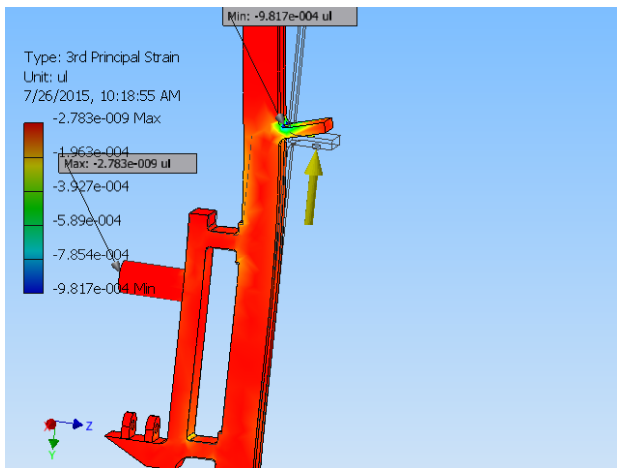 Min: -9.817e-004 ul
Type: 3rd Principal Strain
Unit: ul
7/26/2015, 10:18:55 AM
-2.783e-009 Max
-1.963e-004
Max: -2.783e-009 ul
-3.927e-004
-5.89e-004
-7.854e-004
-9.817e-004 Min
X
Z
Y